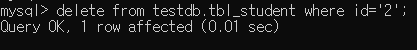 mysql> delete from testdb.tbl_student where id='2';
Query OK, 1 row affected (0.01 sec)